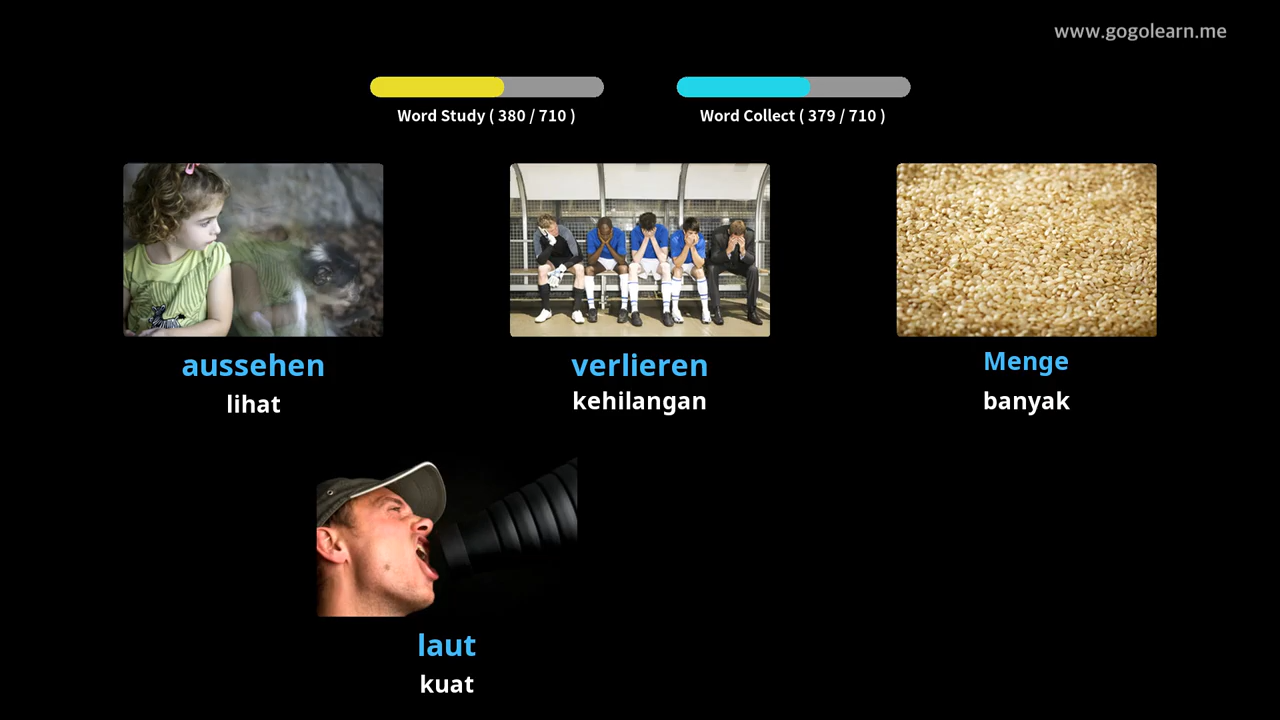 www.gogolearn.me
Word Study ( 380 / 710 )
Word Collect ( 379 / 710 )
aussehen
lihat
verlieren
kehilangan
Menge
banyak
laut
kuat